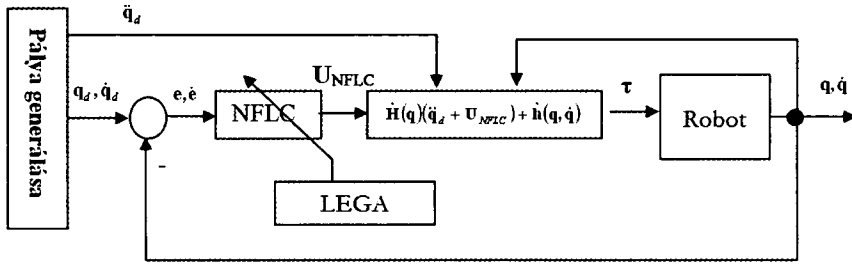 Pálya generálása
q̈_d
q_d, q̇_d
e, ė
-
NFLC
U_NFLC
LEGA
Ĥ(q)(q̈_d + U_NFLC) + ĥ(q, q̇)
τ
Robot
q, q̇